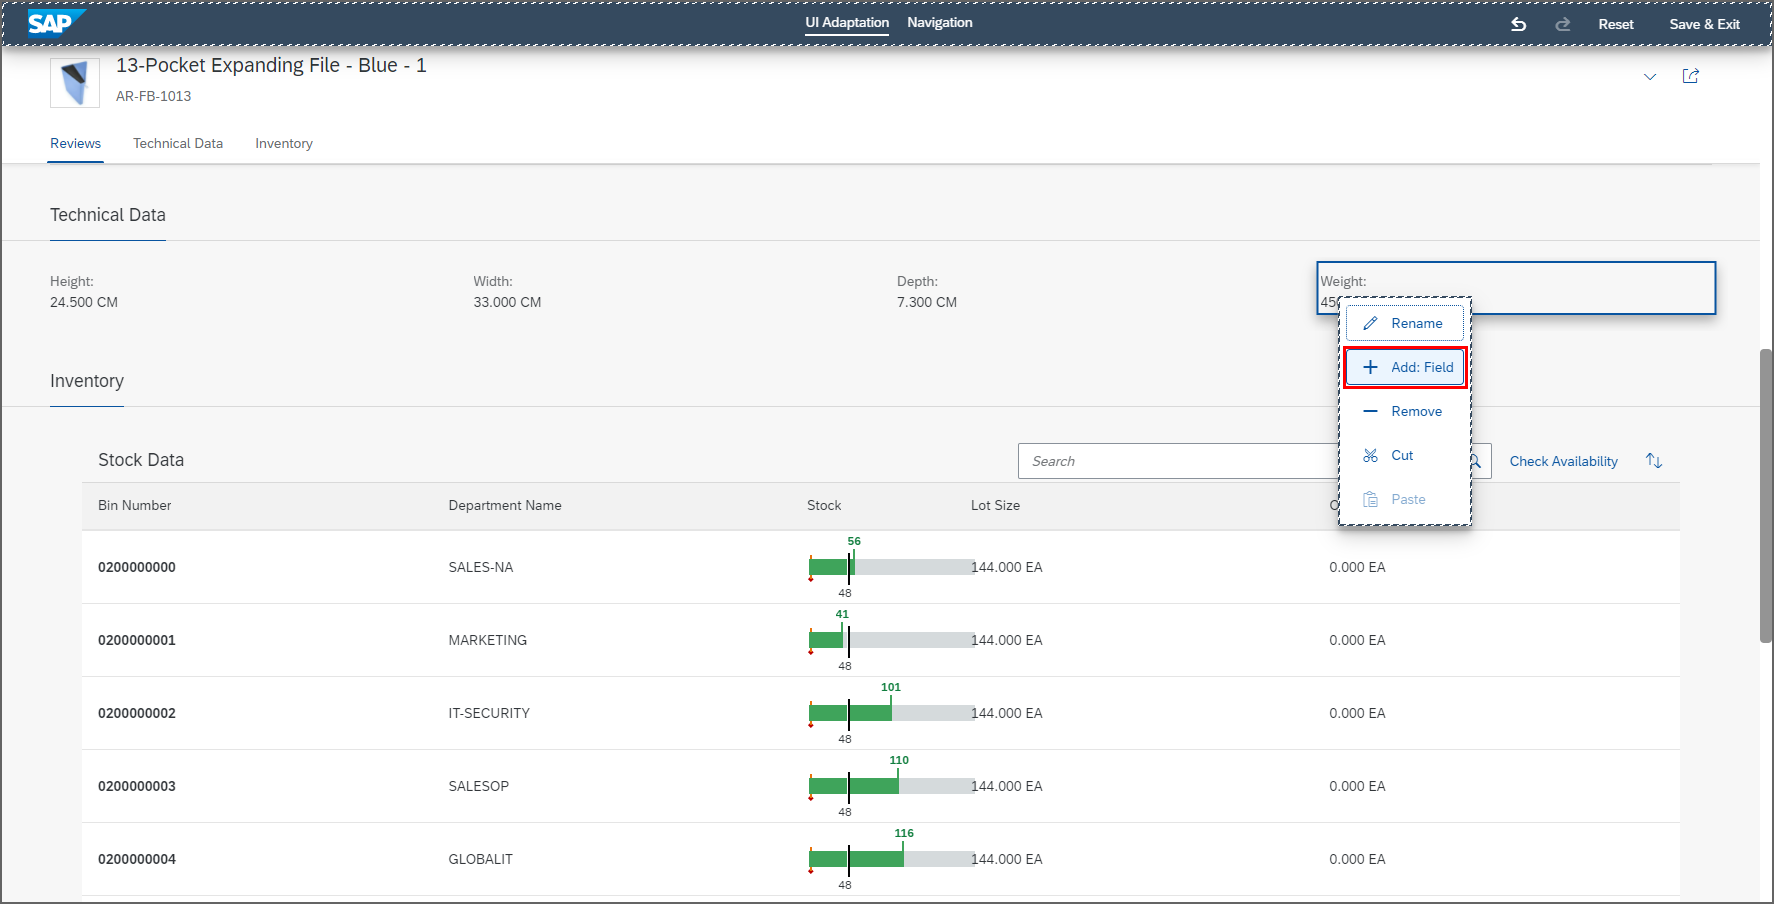 SAP UI Adaptation Navigation Reset Save & Exit
13-Pocket Expanding File - Blue - 1
AR-FB-1013
Reviews Technical Data Inventory
Technical Data
Height: Width: Depth: Weight:
24.500 CM 33.000 CM 7.300 CM
Rename
Add: Field
Remove
Cut
Paste
Inventory
Stock Data Search Check Availability
Bin Number Department Name Stock Lot Size
56
0200000000 SALES-NA 144.000 EA 0.000 EA
48
41
0200000001 MARKETING 144.000 EA 0.000 EA
48
101
0200000002 IT-SECURITY 144.000 EA 0.000 EA
48
110
0200000003 SALESOP 144.000 EA 0.000 EA
48
116
0200000004 GLOBALIT 144.000 EA 0.000 EA
48